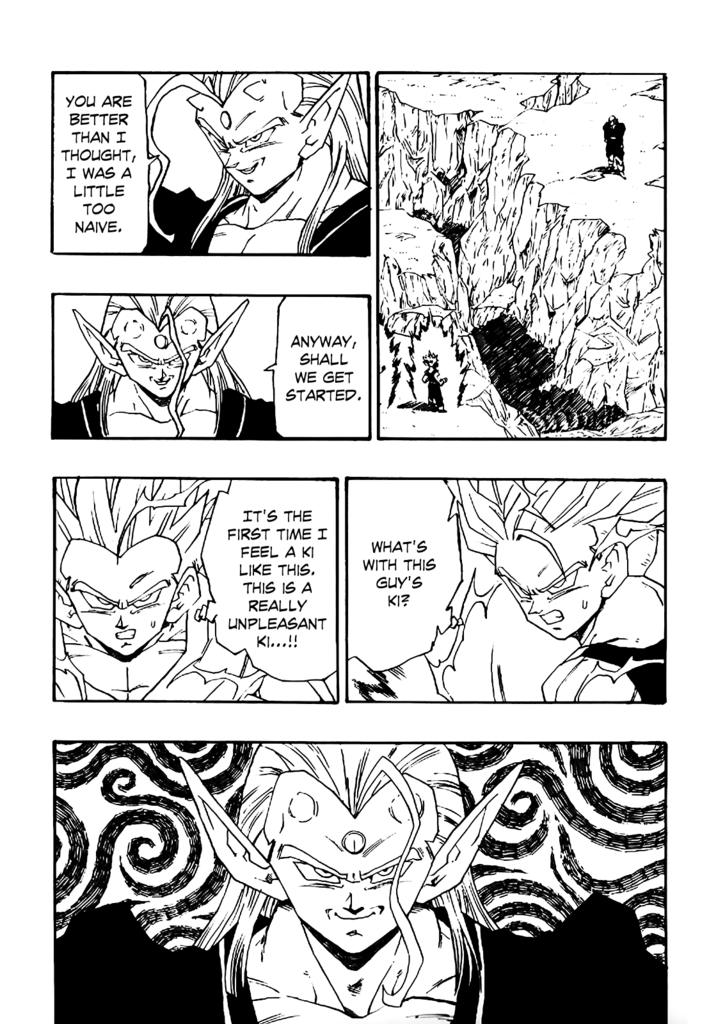 YOU ARE
BETTER
THAN I
THOUGHT,
I WAS A
LITTLE
TOO
NAIVE.
ANYWAY,
SHALL
WE GET
STARTED.
WHAT'S
WITH THIS
GUY'S
KI?
IT'S THE
FIRST TIME I
FEEL A KI
LIKE THIS.
THIS IS A
REALLY
UNPLEASANT
KI...!!